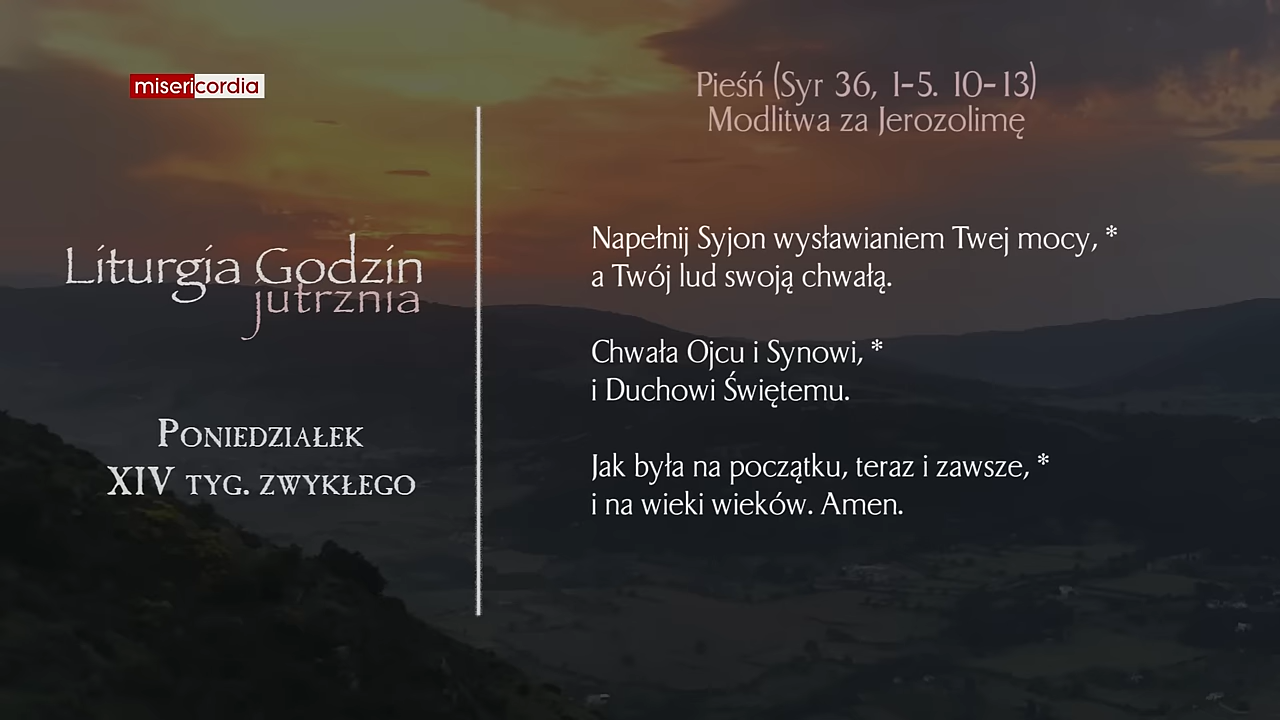 misericordia
Liturgia Godzin
jutrznia
Poniedziałek
XIV tyg. zwykłego
Pieśń (Syr 36, 1-5. 10-13)
Modlitwa za Jerozolimę
Napełnij Syjon wysławianiem Twej mocy, *
a Twój lud swoją chwałą.
Chwała Ojcu i Synowi, *
i Duchowi Świętemu.
Jak była na początku, teraz i zawsze, *
i na wieki wieków. Amen.